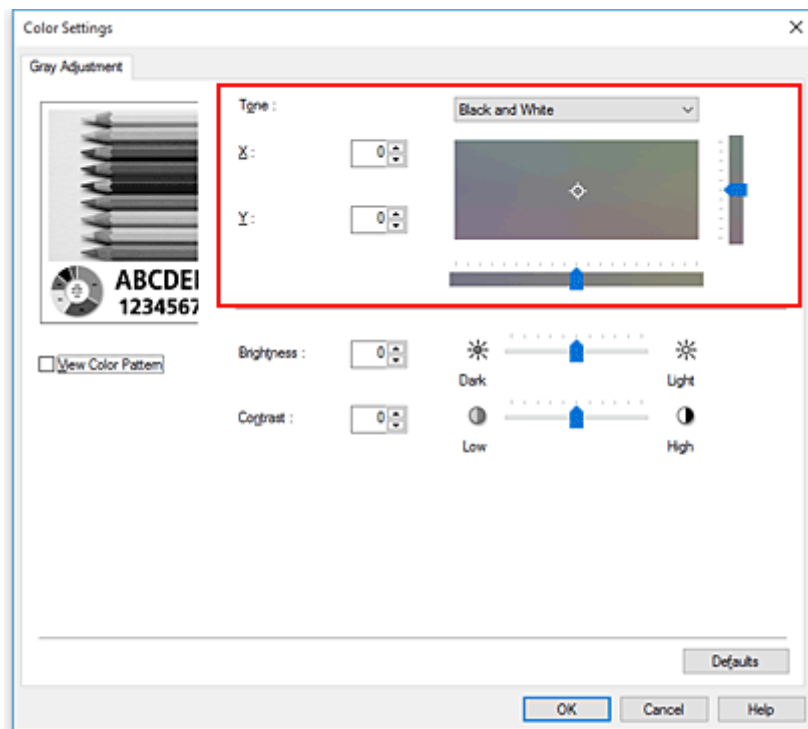 Color Settings
Gray Adjustment
Tone :
Black and White
X :
0
Y :
0
ABCDE
1234567
View Color Pattern
Brightness :
0
Dark
Light
Contrast :
0
Low
High
Defaults
OK
Cancel
Help